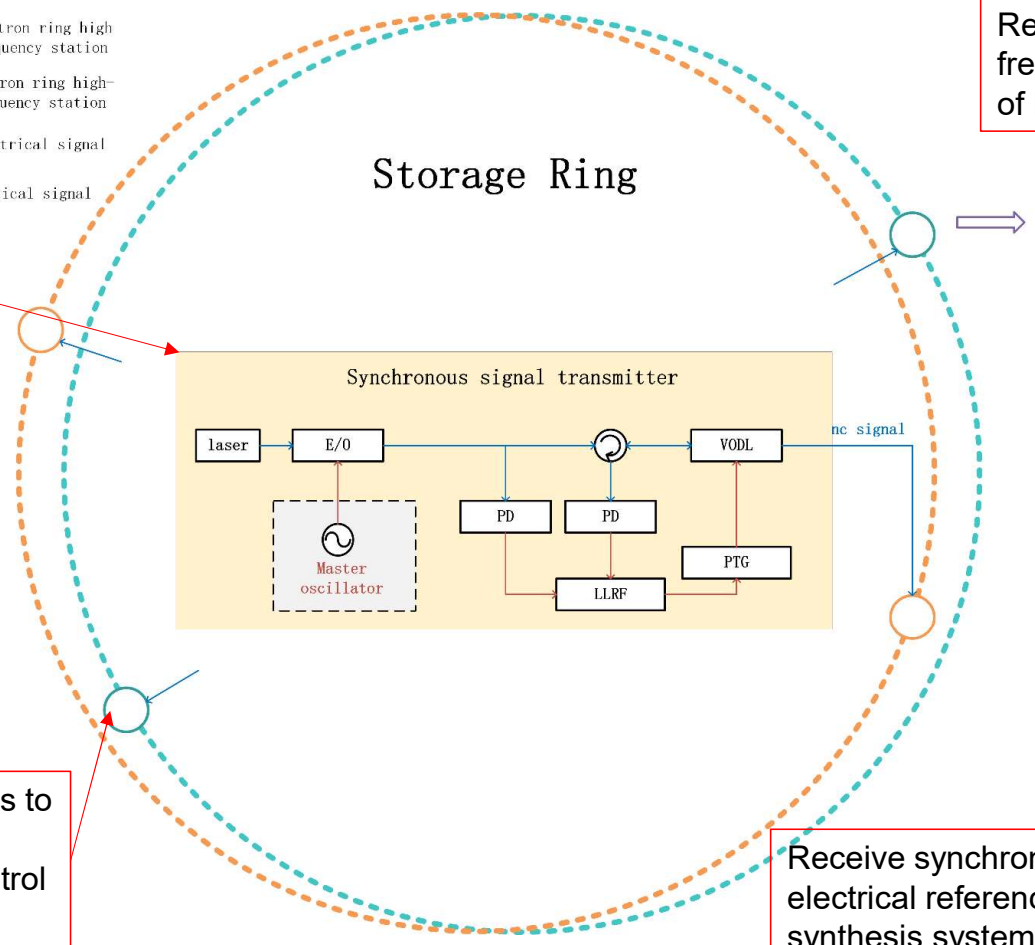 tron ring high
quency station
ron ring high-
uency station
trical signal
ical signal
Re
fre
of
Storage Ring
Synchronous signal transmitter
laser
E/O
VODL
nc signal
PD
PD
Master
oscillator
PTG
LLRF
s to
trol
Receive synchron
electrical referenc
synthesis system